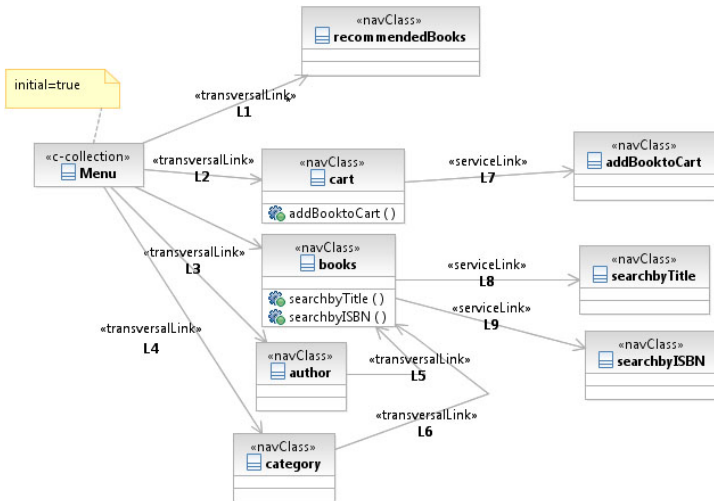 «navClass»
recommendedBooks
initial=true
«transversalLink»
L1
«c-collection»
Menu
«transversalLink»
L2
«navClass»
cart
addBooktoCart ( )
«serviceLink»
L7
«navClass»
addBooktoCart
«transversalLink»
L3
«navClass»
books
searchbyTitle ( )
searchbyISBN ( )
«serviceLink»
L8
«navClass»
searchbyTitle
«serviceLink»
L9
«navClass»
searchbyISBN
«transversalLink»
L4
«navClass»
author
«transversalLink»
L5
«transversalLink»
L6
«navClass»
category